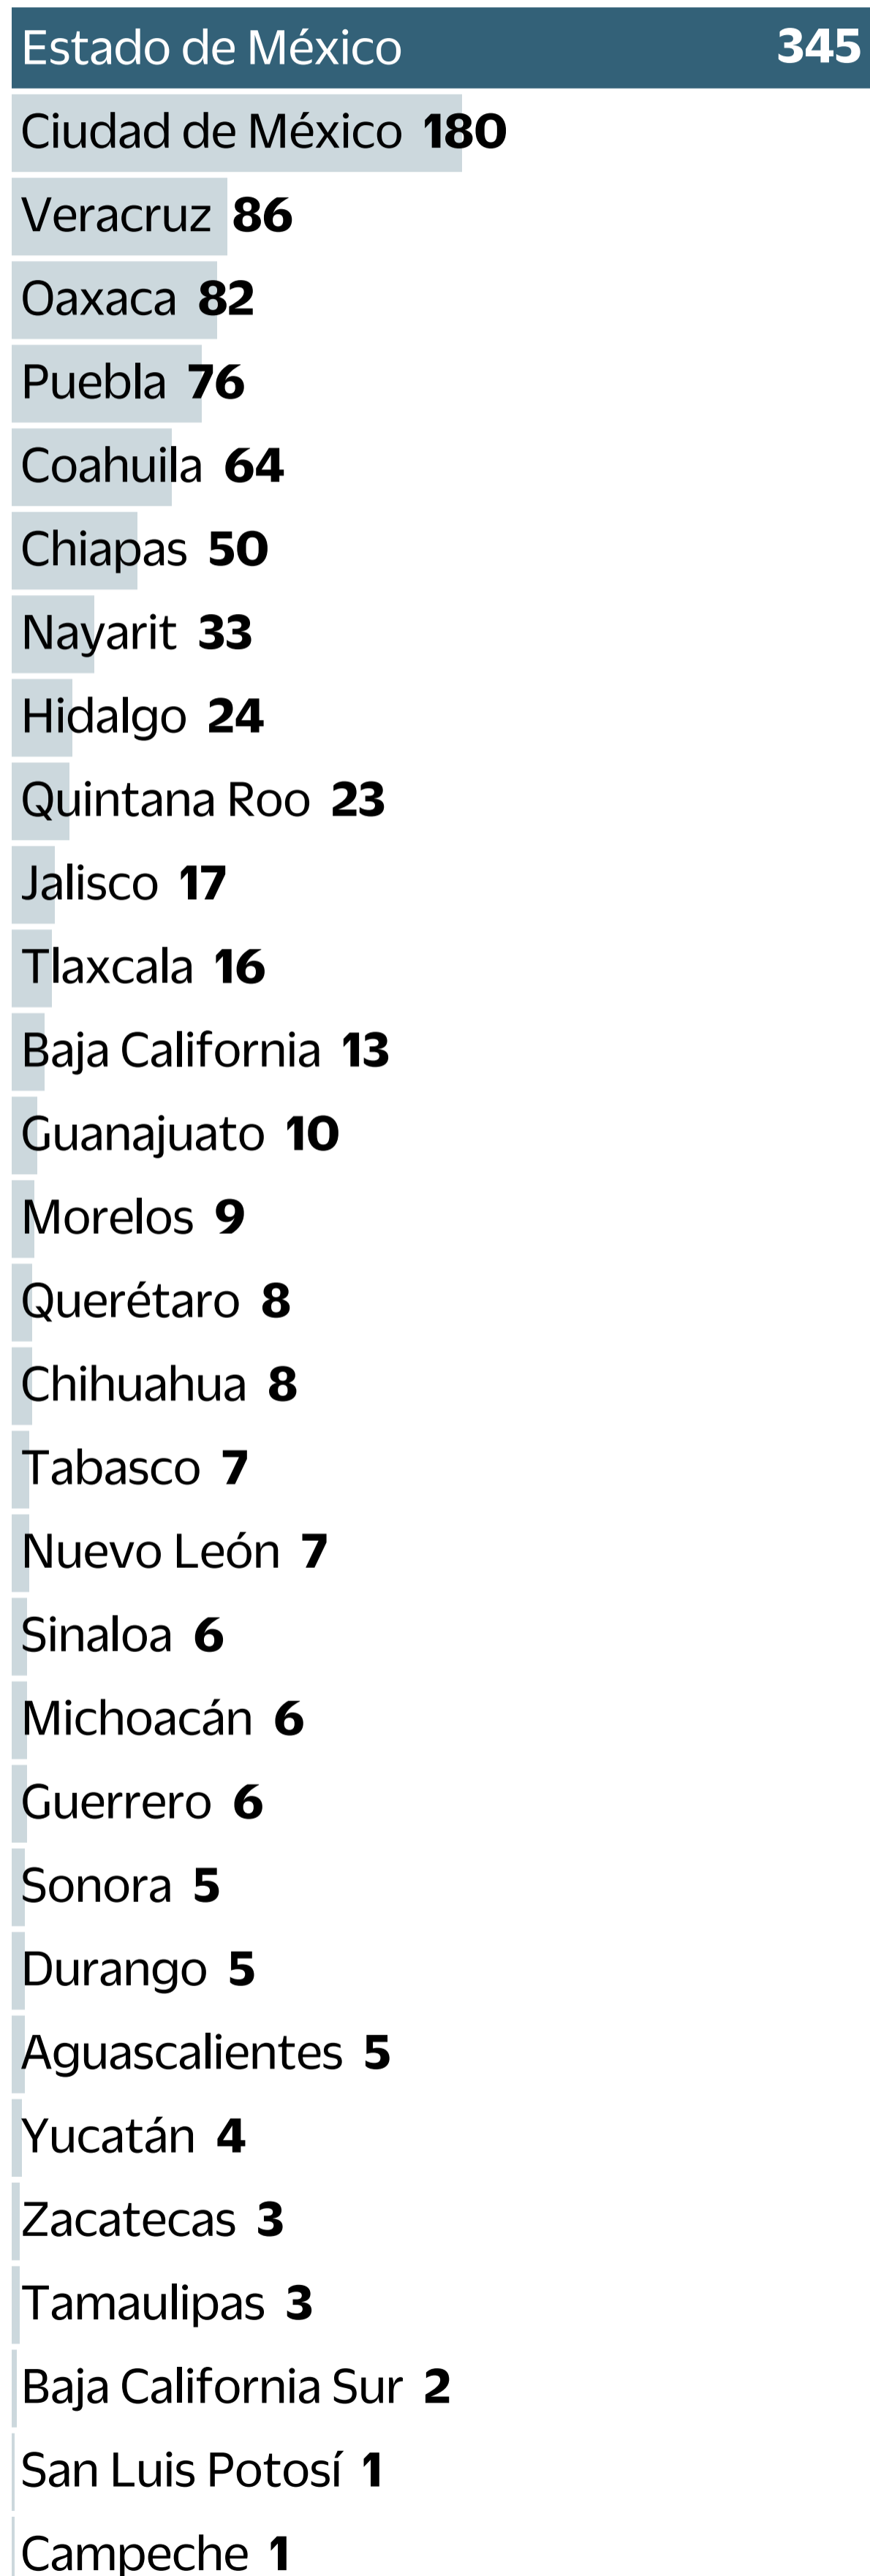 Estado de México 345
Ciudad de México 180
Veracruz 86
Oaxaca 82
Puebla 76
Coahuila 64
Chiapas 50
Nayarit 33
Hidalgo 24
Quintana Roo 23
Jalisco 17
Tlaxcala 16
Baja California 13
Guanajuato 10
Morelos 9
Querétaro 8
Chihuahua 8
Tabasco 7
Nuevo León 7
Sinaloa 6
Michoacán 6
Guerrero 6
Sonora 5
Durango 5
Aguascalientes 5
Yucatán 4
Zacatecas 3
Tamaulipas 3
Baja California Sur 2
San Luis Potosí 1
Campeche 1